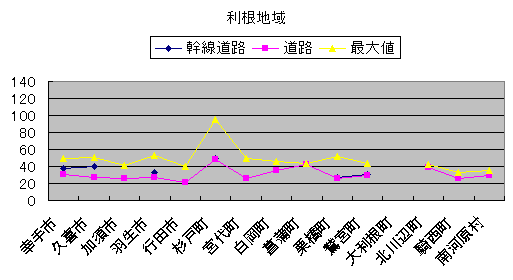 利根地域
幹線道路 道路 最大値
140
120
100
80
60
40
20
0
幸手市
久喜市
加須市
羽生市
行田市
杉戸町
宮代町
白岡町
菖蒲町
栗橋町
鷲宮町
大利根町
北川辺町
騎西町
南河原村